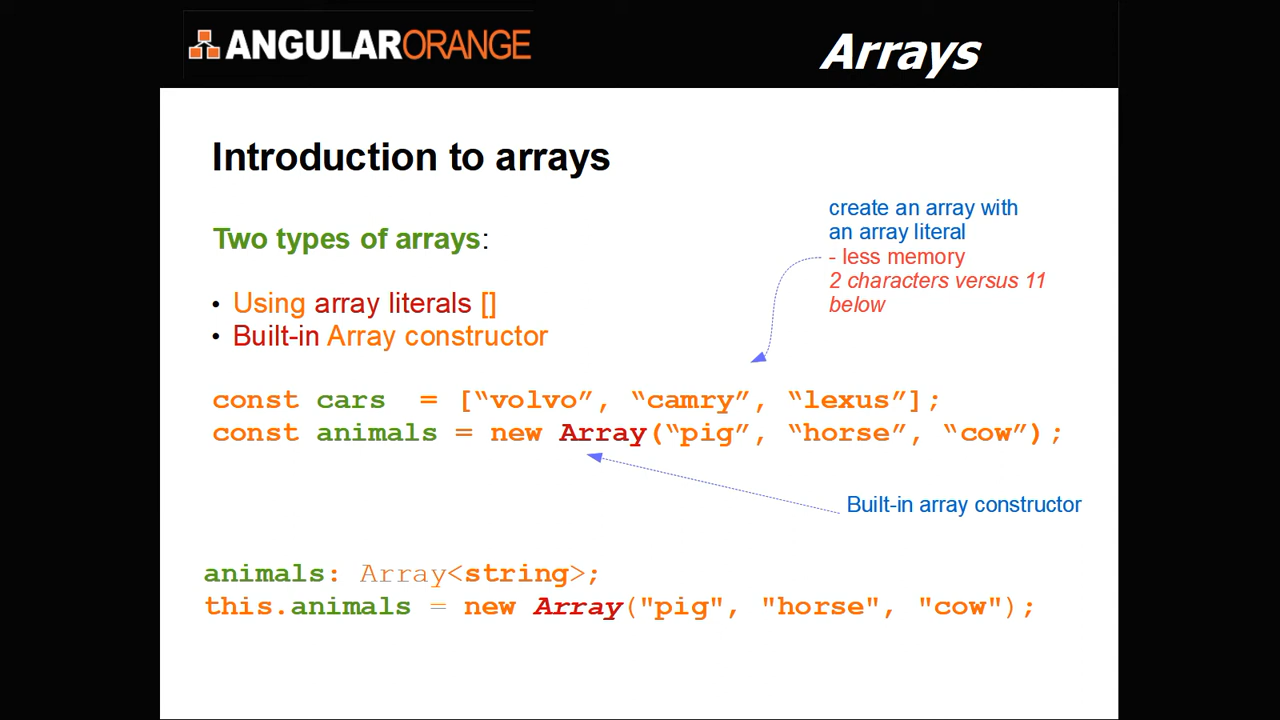 ANGULARORANGE
Arrays
Introduction to arrays
Two types of arrays:
• Using array literals []
• Built-in Array constructor
create an array with
an array literal
- less memory
2 characters versus 11
below
const cars  = [“volvo”, “camry”, “lexus”];
const animals = new Array(“pig”, “horse”, “cow”);
Built-in array constructor
animals: Array<string>;
this.animals = new Array("pig", "horse", "cow");